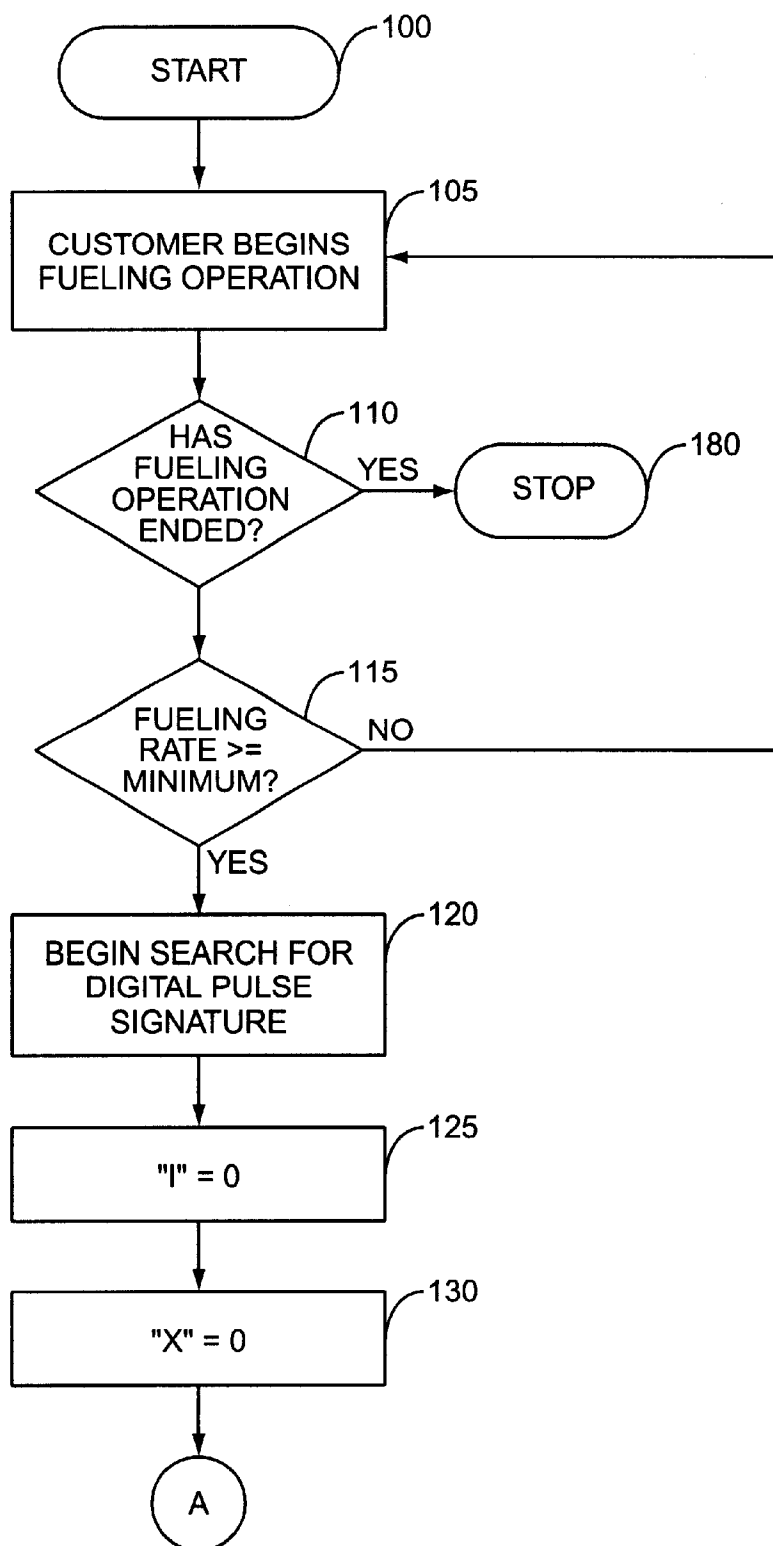 100
START
105
CUSTOMER BEGINS
FUELING OPERATION
110
HAS
FUELING
OPERATION
ENDED?
YES
180
STOP
115
FUELING
RATE >=
MINIMUM?
NO
YES
120
BEGIN SEARCH FOR
DIGITAL PULSE
SIGNATURE
125
"I" = 0
130
"X" = 0
A